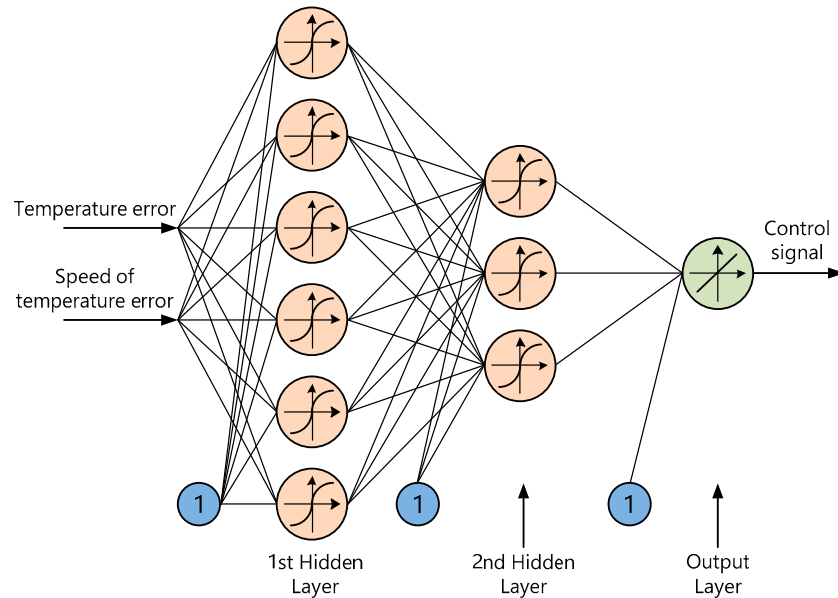 Temperature error
Speed of
temperature error
Control
signal
1
1
1
1st Hidden
Layer
2nd Hidden
Layer
Output
Layer